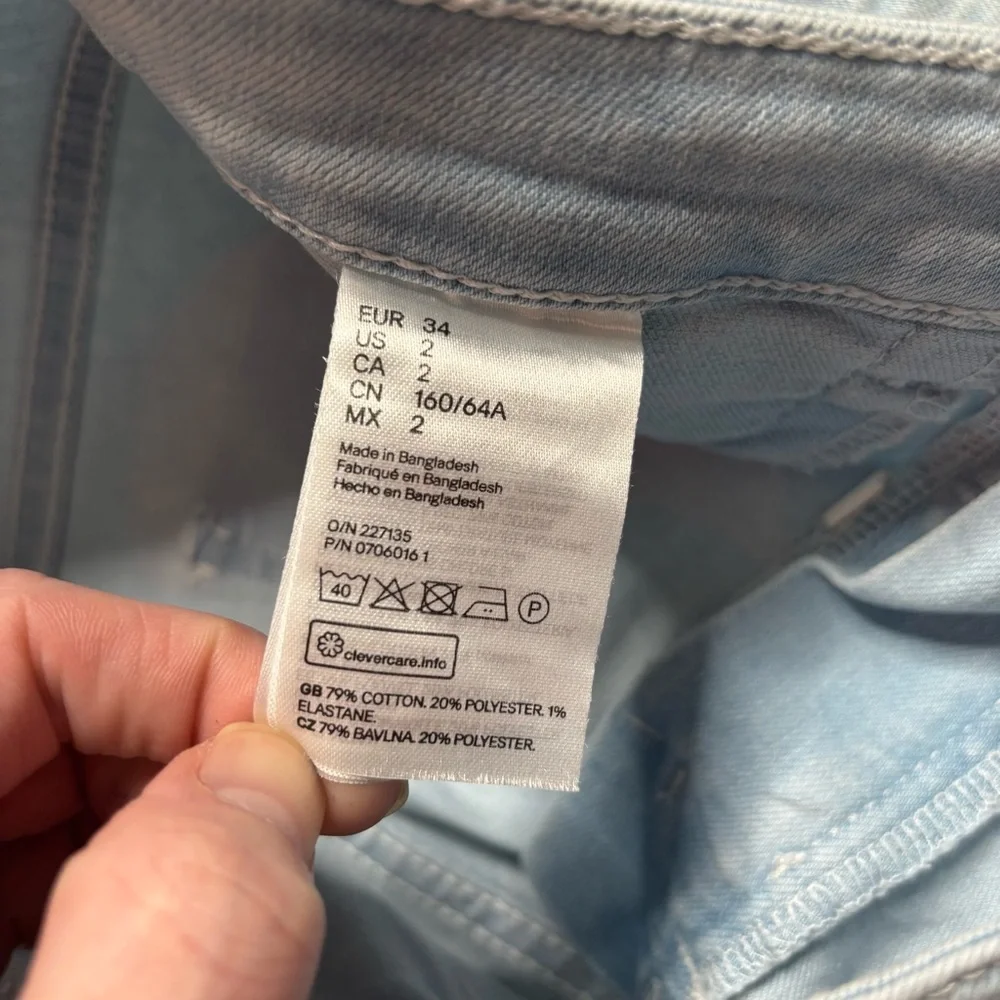 EUR 34
US 2
CA 2
CN 160/64A
MX 2
Made in Bangladesh
Fabriqué en Bangladesh
Hecho en Bangladesh
O/N 227135
P/N 0706016 1
40 P
clevercare.info
GB 79% COTTON. 20% POLYESTER. 1%
ELASTANE.
CZ 79% BAVLNA. 20% POLYESTER.